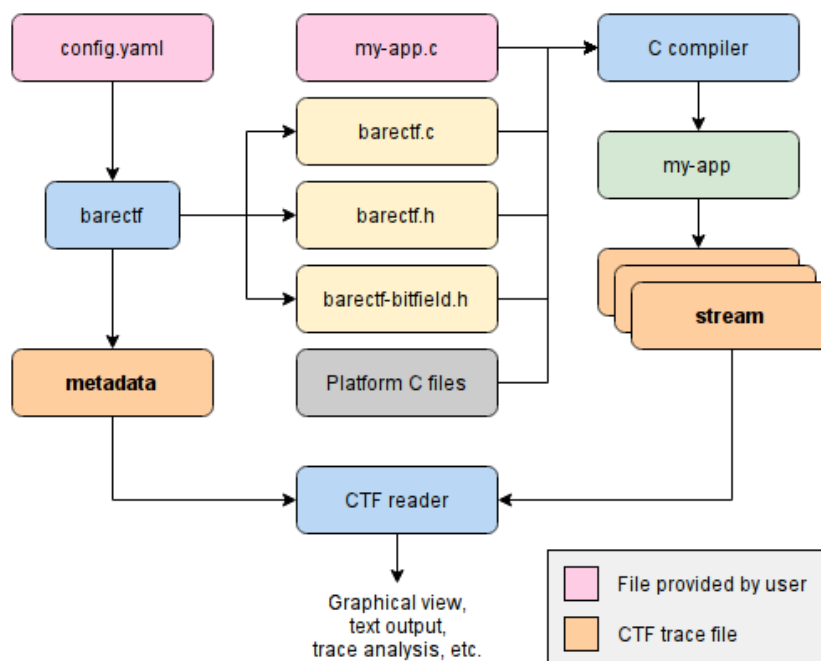 config.yaml
my-app.c
C compiler
barectf.c
my-app
barectf
barectf.h
barectf-bitfield.h
stream
metadata
Platform C files
CTF reader
Graphical view,
text output,
trace analysis, etc.
File provided by user
CTF trace file